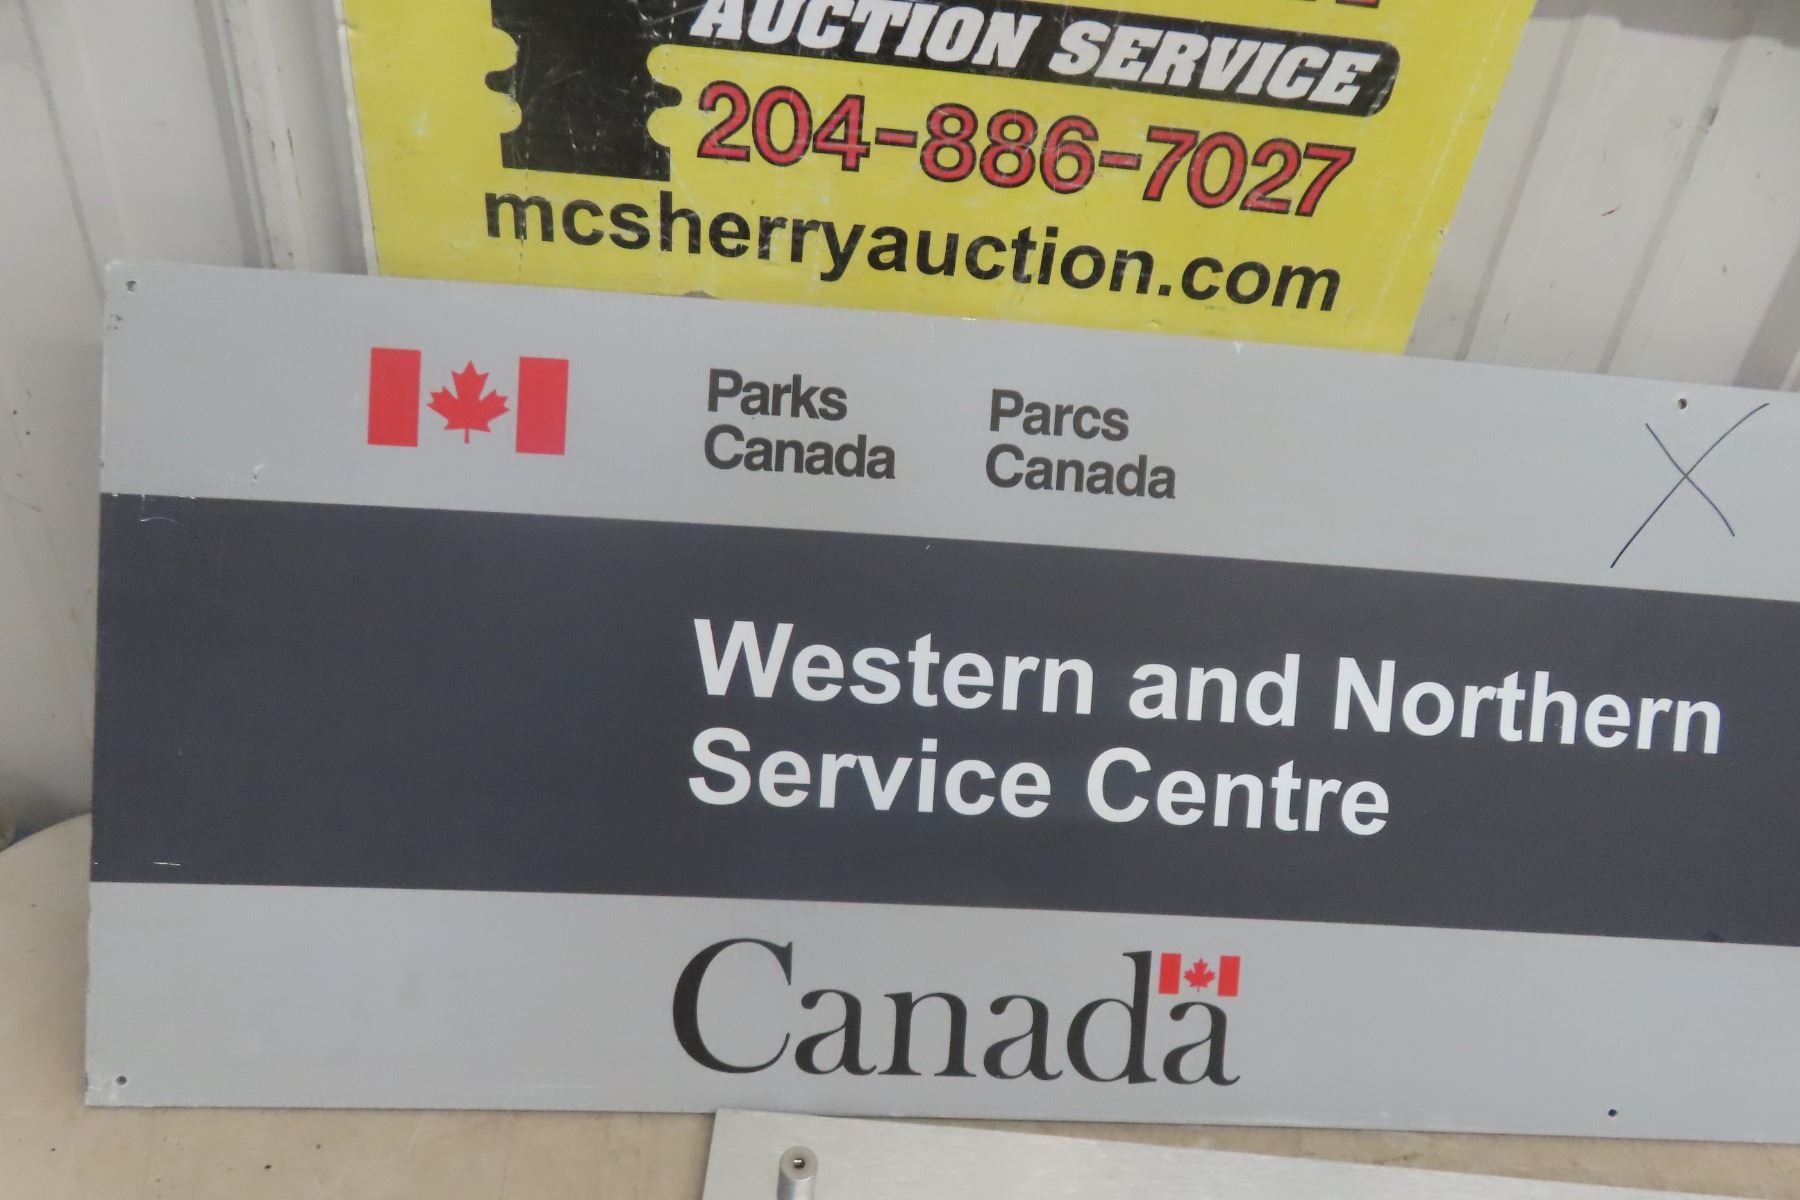 AUCTION SERVICE
204-886-7027
mcsherryauction.com
Parks
Canada
Parcs
Canada
Western and Northern
Service Centre
Canada